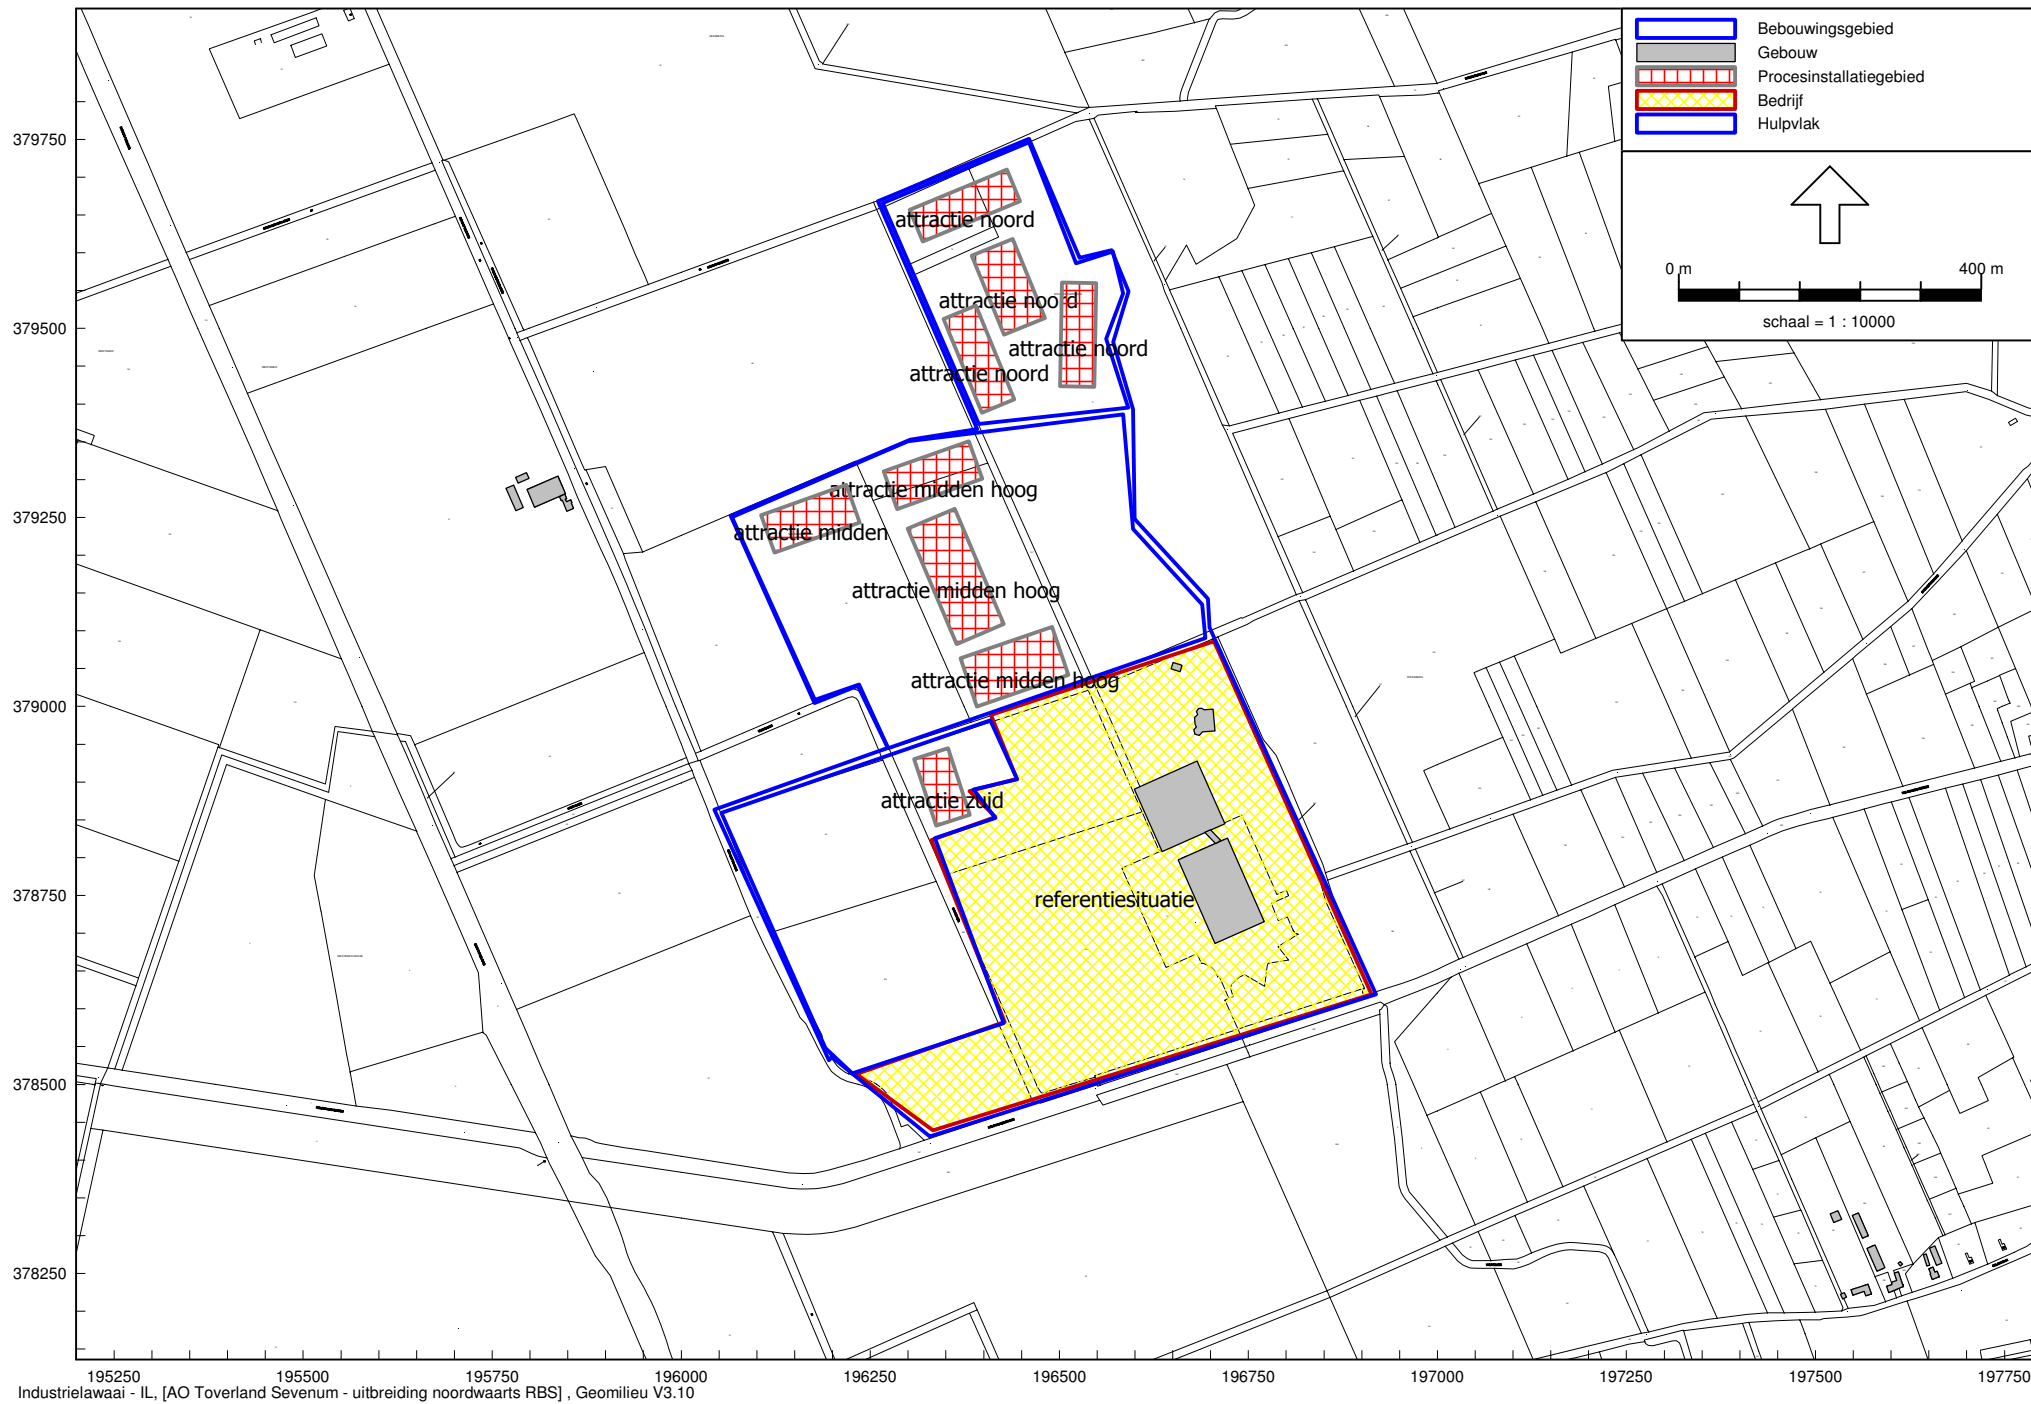 Bebouwingsgebied
Gebouw
Procesinstallatiegebied
Bedrijf
Hulpvlak
0 m
400 m
schaal = 1 : 10000
379750
379500
379250
379000
378750
378500
378250
attractie noord
attractie noord
attractie noord
attractie noord
attractie midden hoog
attractie midden
attractie midden hoog
attractie midden hoog
attractie zuid
referentiesituatie
195250
195500
195750
196000
196250
196500
196750
197000
197250
197500
197750
Industrielawaai - IL, [AO Toverland Sevenum - uitbreiding noordwaarts RBS] , Geomilieu V3.10